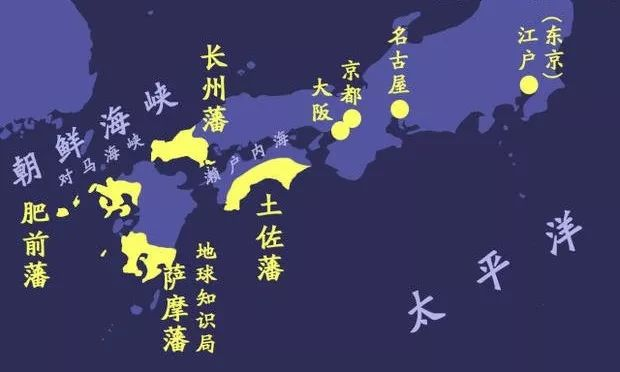 朝鲜海峡
对马海峡
长州藩
濑户内海
大阪
京都
名古屋
江户
(东京)
肥前藩
萨摩藩
地球知识局
土佐藩
太平洋